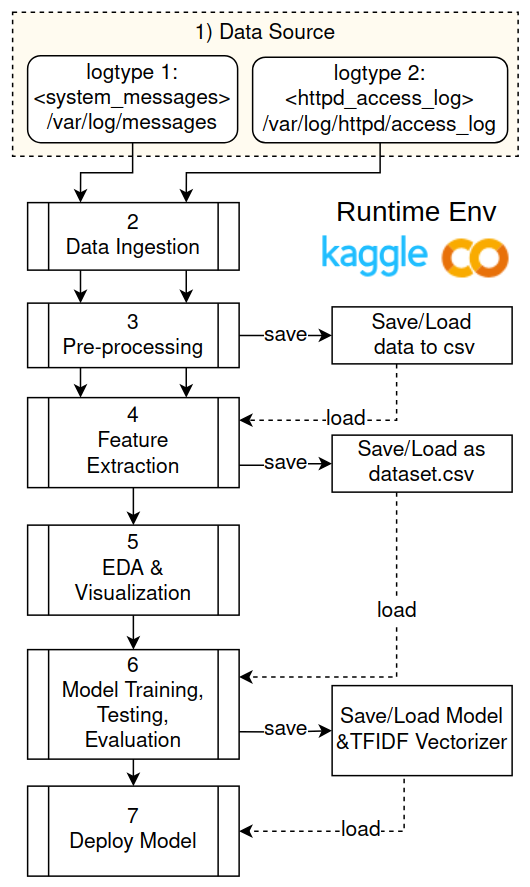 1) Data Source
logtype 1:
<system_messages>
/var/log/messages
logtype 2:
<httpd_access_log>
/var/log/httpd/access_log
2
Data Ingestion
Runtime Env
kaggle
3
Pre-processing
save
Save/Load
data to csv
load
4
Feature
Extraction
save
Save/Load as
dataset.csv
5
EDA &
Visualization
load
6
Model Training,
Testing,
Evaluation
save
Save/Load Model
&TFIDF Vectorizer
7
Deploy Model
load